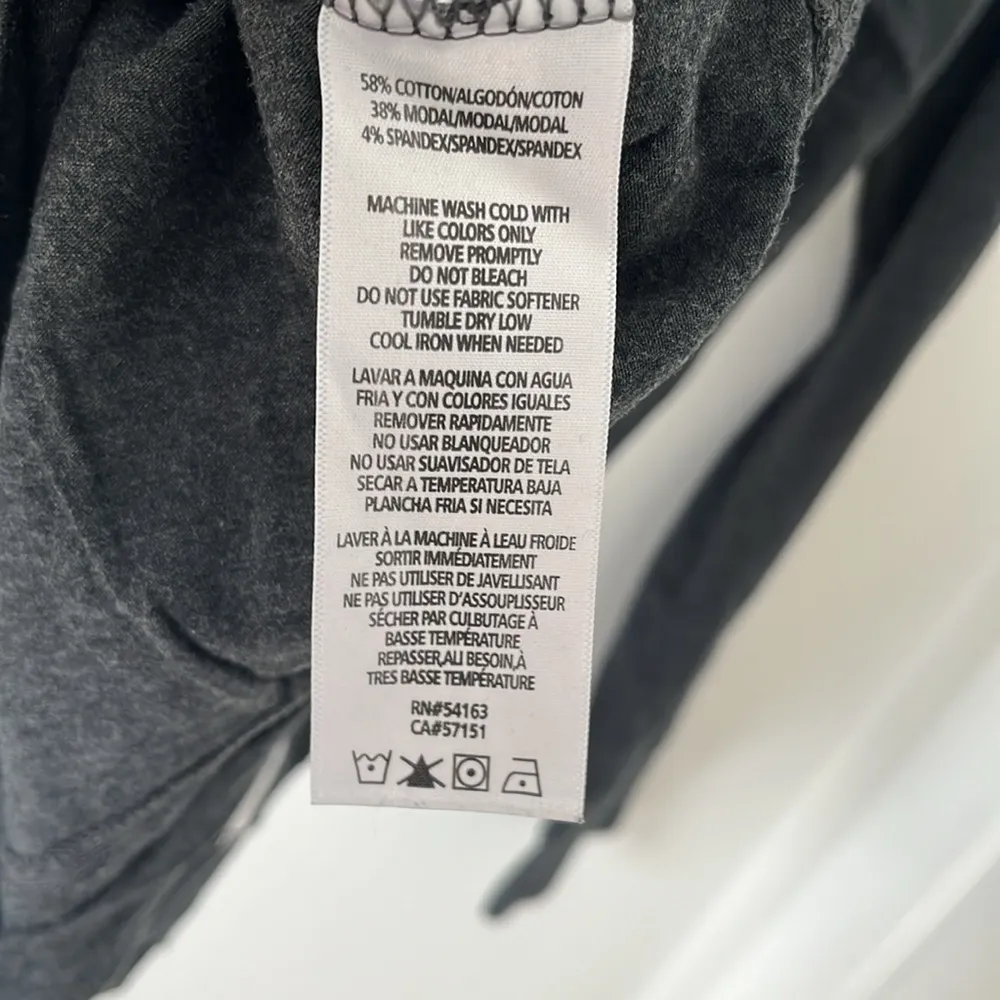 58% COTTON/ALGODÓN/COTON
38% MODAL/MODAL/MODAL
4% SPANDEX/SPANDEX/SPANDEX
MACHINE WASH COLD WITH
LIKE COLORS ONLY
REMOVE PROMPTLY
DO NOT BLEACH
DO NOT USE FABRIC SOFTENER
TUMBLE DRY LOW
COOL IRON WHEN NEEDED
LAVAR A MAQUINA CON AGUA
FRIA Y CON COLORES IGUALES
REMOVER RAPIDAMENTE
NO USAR BLANQUEADOR
NO USAR SUAVISADOR DE TELA
SECAR A TEMPERATURA BAJA
PLANCHA FRIA SI NECESITA
LAVER À LA MACHINE À LEAU FROIDE
SORTIR IMMÉDIATEMENT
NE PAS UTILISER DE JAVELLISANT
NE PAS UTILISER D'ASSOUPLISSEUR
SÉCHER PAR CULBUTAGE À
BASSE TEMPÉRATURE
REPASSER,ALI BESOIN,À
TRES BASSE TEMPÉRATURE
RN#54163
CA#57151